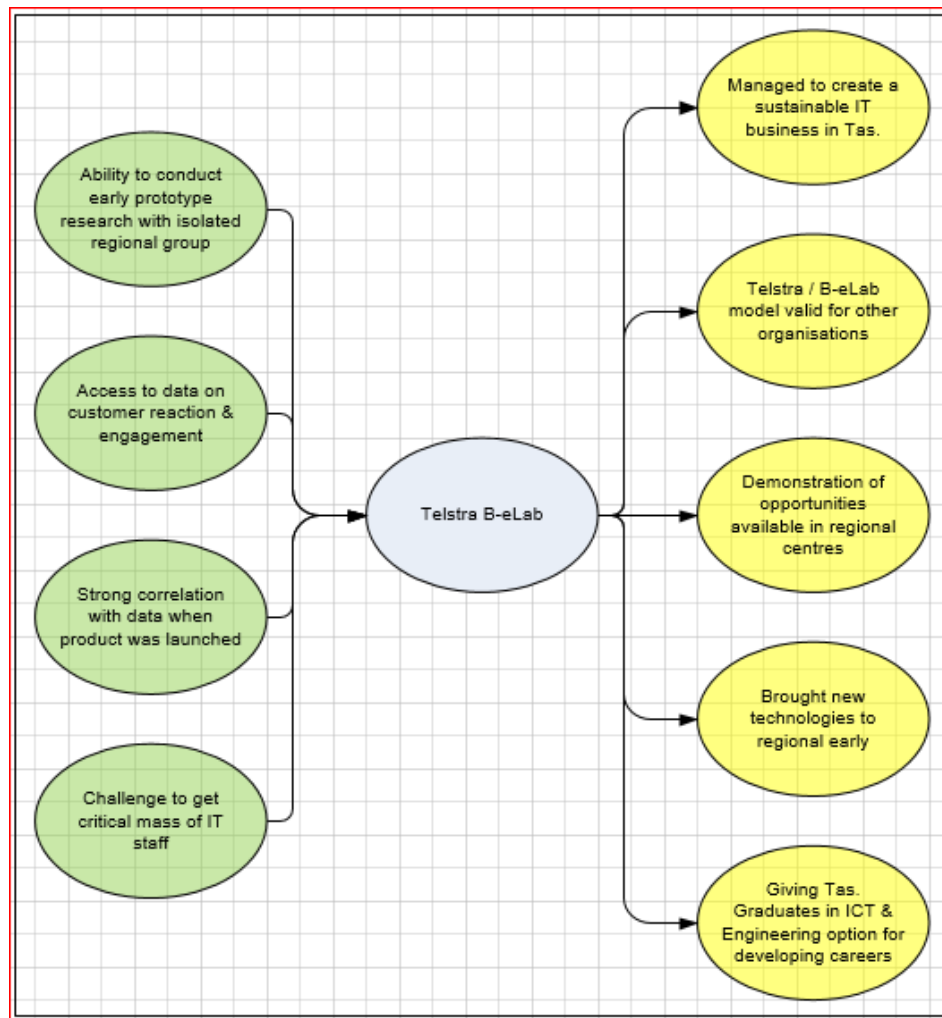 Ability to conduct
early prototype
research with isolated
regional group
Access to data on
customer reaction &
engagement
Strong correlation
with data when
product was launched
Challenge to get
critical mass of IT
staff
Telstra B-eLab
Managed to create a
sustainable IT
business in Tas.
Telstra / B-eLab
model valid for other
organisations
Demonstration of
opportunities
available in regional
centres
Brought new
technologies to
regional early
Giving Tas.
Graduates in ICT &
Engineering option for
developing careers